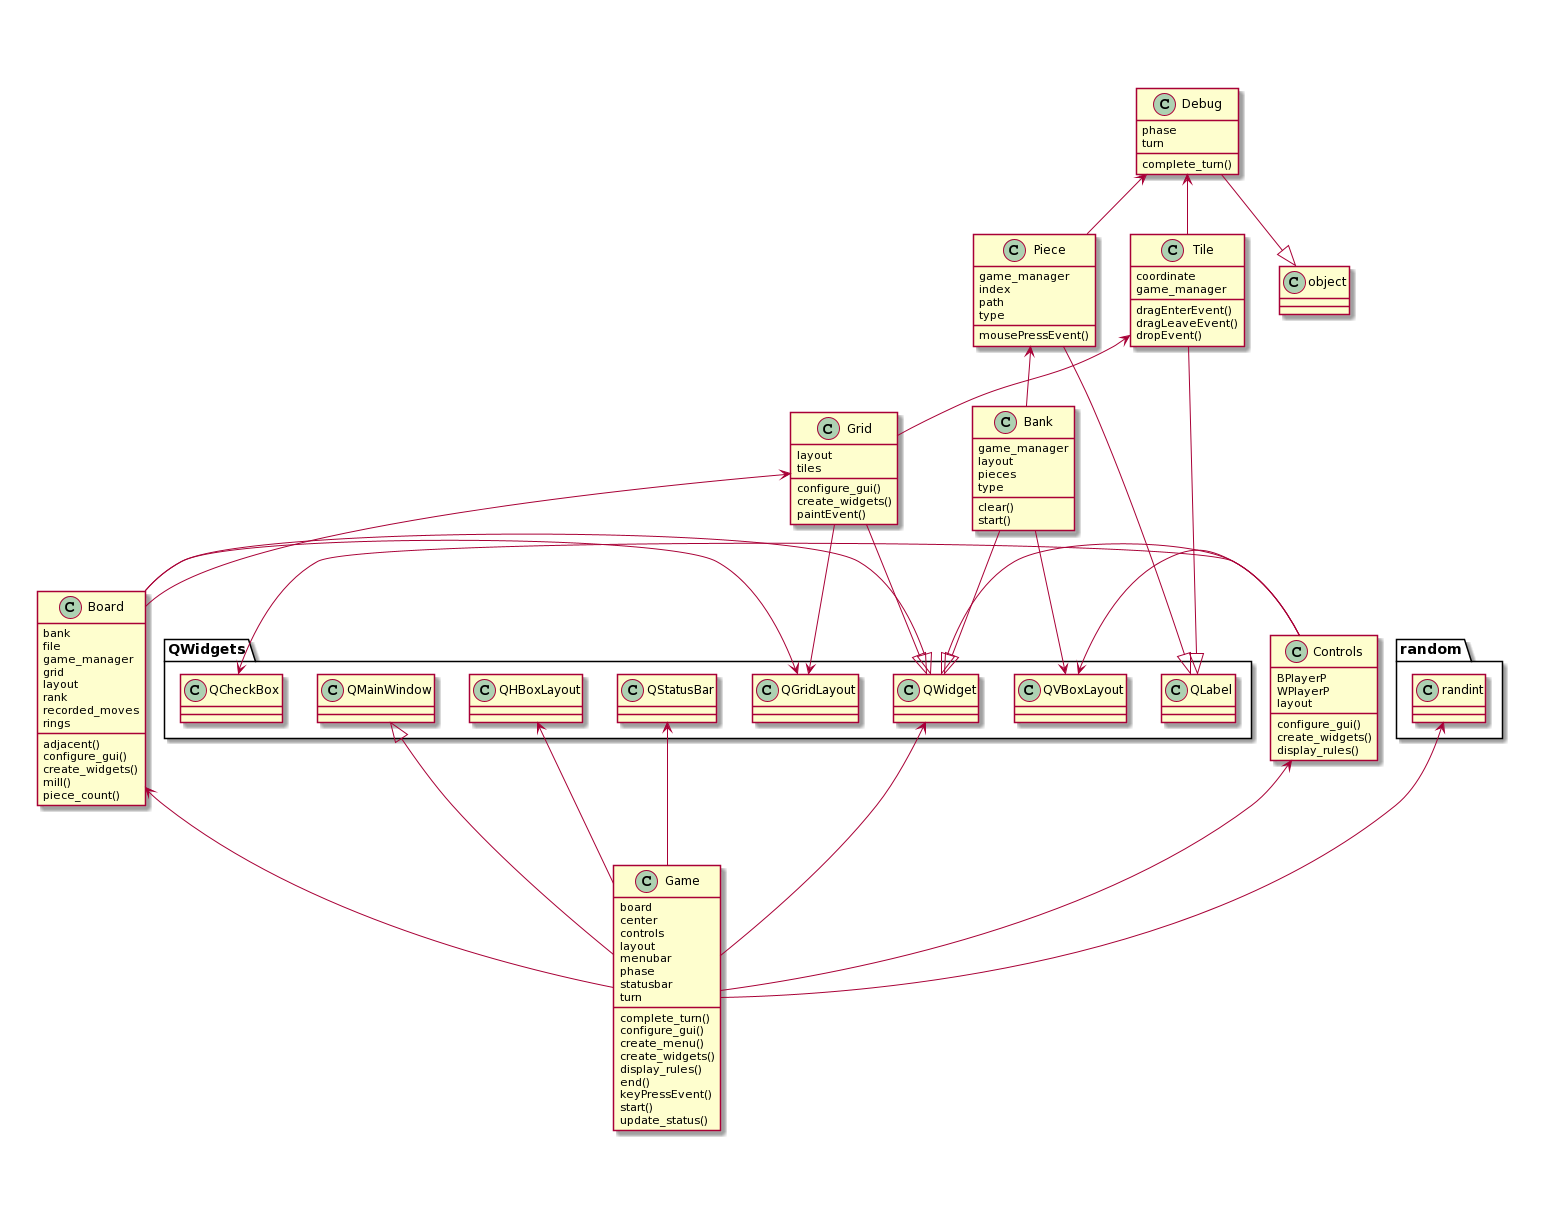 C Debug
phase
turn
complete_turn()
C Piece
game_manager
index
path
type
mousePressEvent()
C Tile
coordinate
game_manager
dragEnterEvent()
dragLeaveEvent()
dropEvent()
C object
C Grid
layout
tiles
configure_gui()
create_widgets()
paintEvent()
C Bank
game_manager
layout
pieces
type
clear()
start()
C Board
bank
file
game_manager
grid
layout
rank
recorded_moves
rings
adjacent()
configure_gui()
create_widgets()
mill()
piece_count()
QWidgets
C QCheckBox
C QMainWindow
C QHBoxLayout
C QStatusBar
C QGridLayout
C QWidget
C QVBoxLayout
C QLabel
C Controls
BPlayerP
WPlayerP
layout
configure_gui()
create_widgets()
display_rules()
random
C randint
C Game
board
center
controls
layout
menubar
phase
statusbar
turn
complete_turn()
configure_gui()
create_menu()
create_widgets()
display_rules()
end()
keyPressEvent()
start()
update_status()